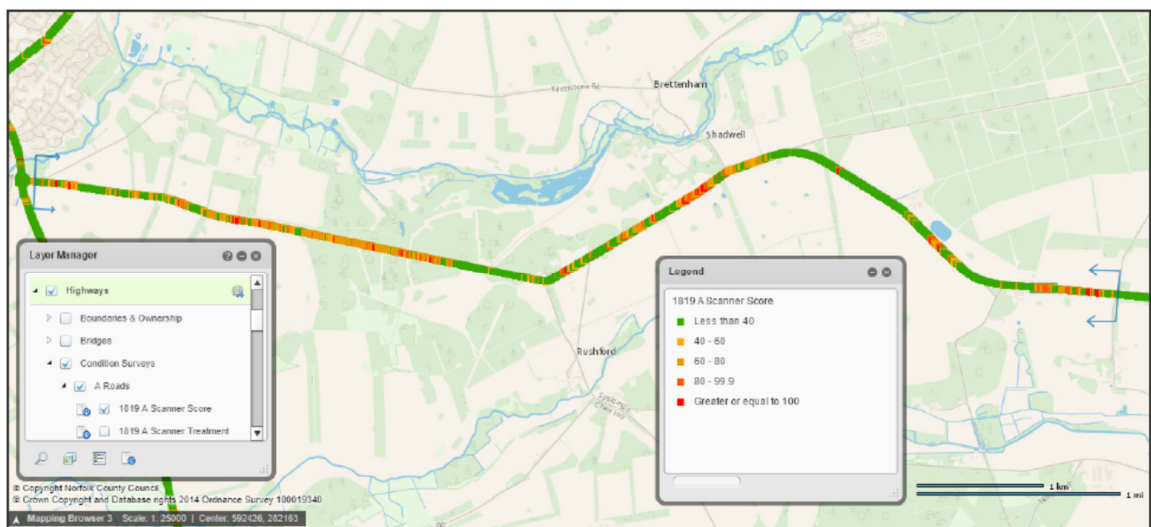 Brettenham
Shadwell
Rushford
Layer Manager
Highways
Boundaries & Ownership
Bridges
Condition Surveys
A Roads
1819 A Scanner Score
1819 A Scanner Treatment
Legend
1819 A Scanner Score
Less than 40
40 - 60
60 - 80
80 - 99.9
Greater or equal to 100
1 km
1 mi
© Copyright Norfolk County Council
© Crown Copyright and Database rights 2014 Ordnance Survey 100019340
Mapping Browser 3 Scale: 1: 25000 | Center: 592426, 282163